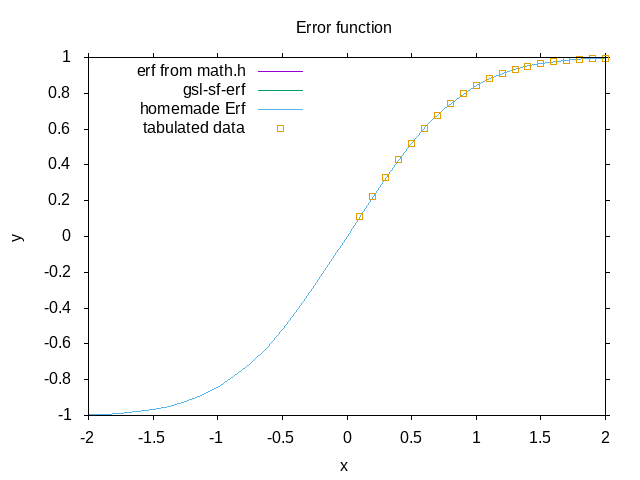 Error function
erf from math.h
gsl-sf-erf
homemade Erf
tabulated data
y
1
0.8
0.6
0.4
0.2
0
-0.2
-0.4
-0.6
-0.8
-1
-2 -1.5 -1 -0.5 0 0.5 1 1.5 2
x